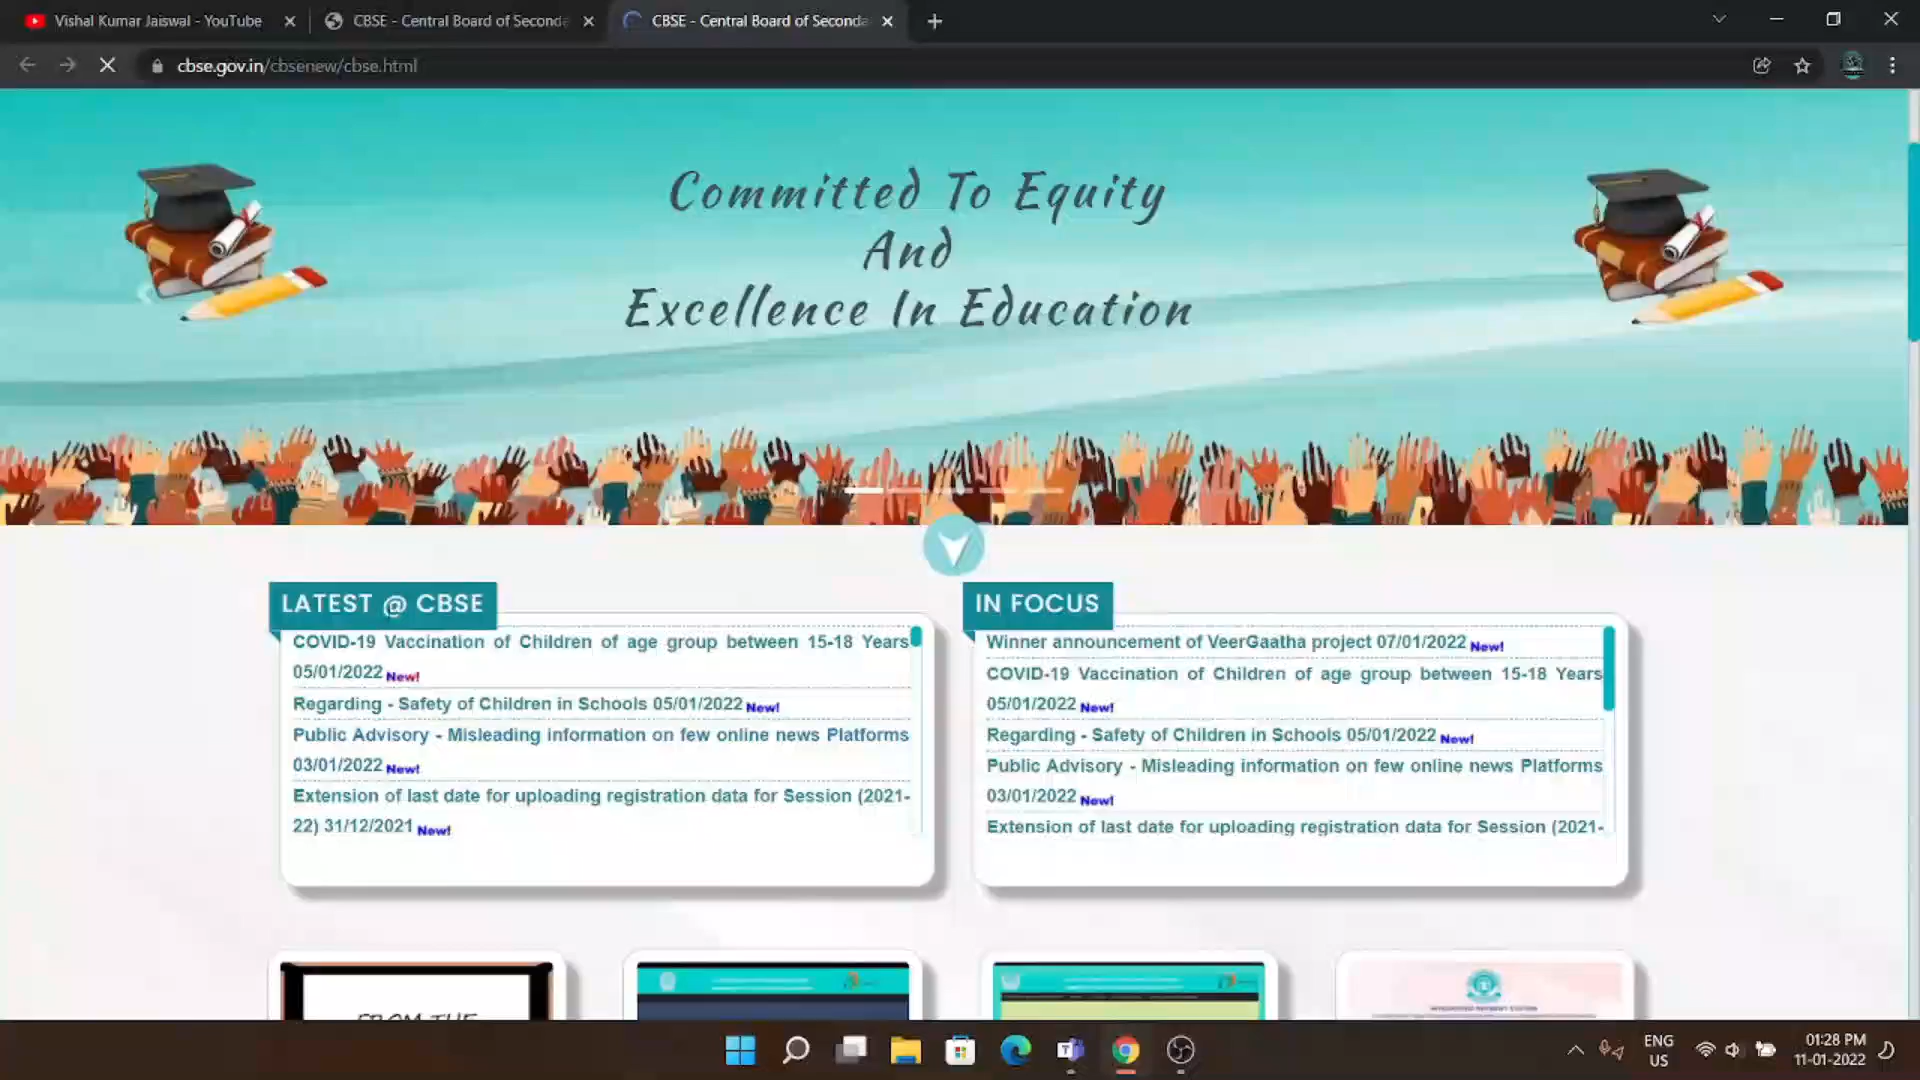 Vishal Kumar Jaiswal - YouTube
CBSE - Central Board of Seconda
CBSE - Central Board of Seconda
cbse.gov.in/cbsenew/cbse.html
Committed To Equity
And
Excellence In Education
LATEST @ CBSE
COVID-19 Vaccination of Children of age group between 15-18 Years
05/01/2022 New!
Regarding - Safety of Children in Schools 05/01/2022 New!
Public Advisory - Misleading information on few online news Platforms
03/01/2022 New!
Extension of last date for uploading registration data for Session (2021-
22) 31/12/2021 New!
IN FOCUS
Winner announcement of VeerGaatha project 07/01/2022 New!
COVID-19 Vaccination of Children of age group between 15-18 Years
05/01/2022 New!
Regarding - Safety of Children in Schools 05/01/2022 New!
Public Advisory - Misleading information on few online news Platforms
03/01/2022 New!
Extension of last date for uploading registration data for Session (2021-
FROM THE
ENG
US
01:28 PM
11-01-2022